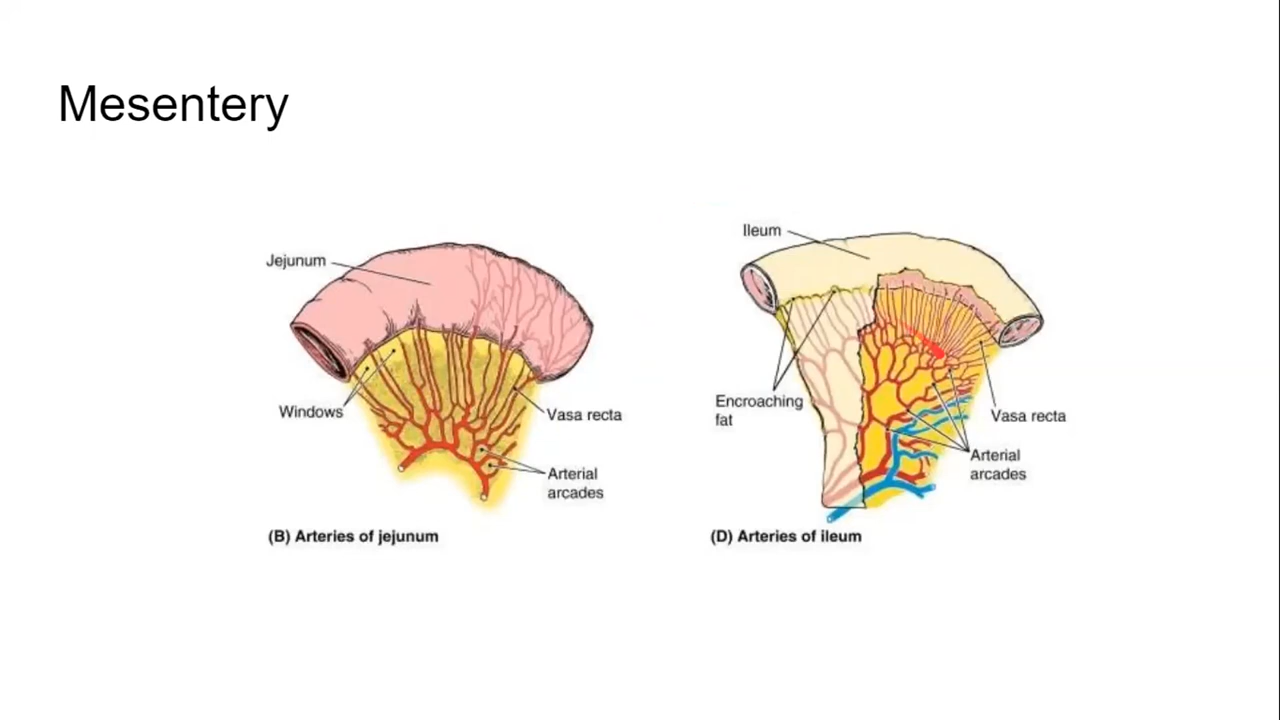 Mesentery
Jejunum
Windows
Vasa recta
Arterial
arcades
(B) Arteries of jejunum
Ileum
Encroaching
fat
Vasa recta
Arterial
arcades
(D) Arteries of ileum